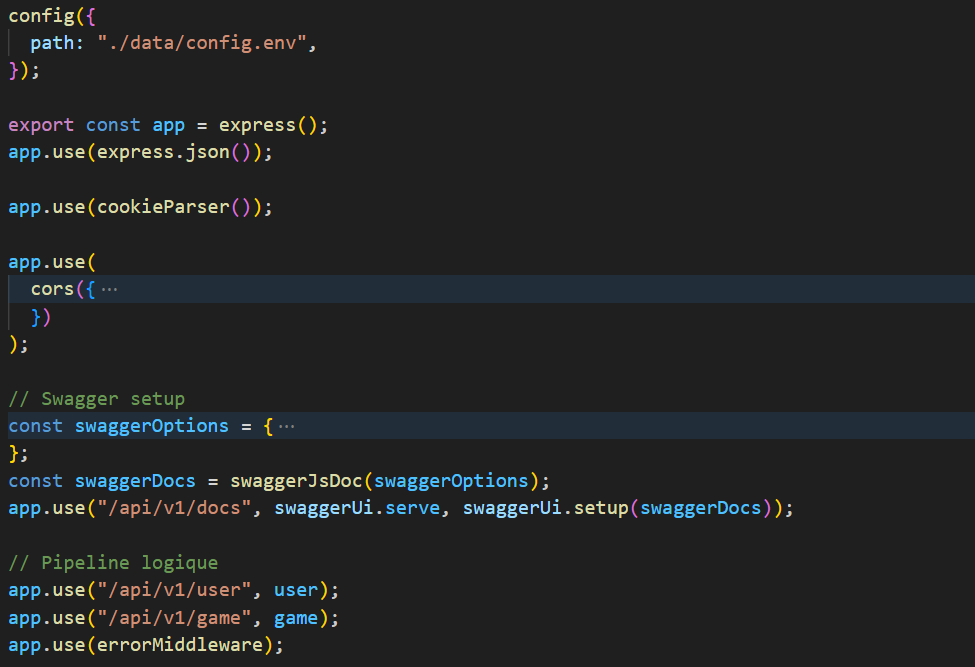 config({
  path: "./data/config.env",
});

export const app = express();
app.use(express.json());

app.use(cookieParser());

app.use(
  cors({ ···
  })
);

// Swagger setup
const swaggerOptions = { ···
};
const swaggerDocs = swaggerJsDoc(swaggerOptions);
app.use("/api/v1/docs", swaggerUi.serve, swaggerUi.setup(swaggerDocs));

// Pipeline logique
app.use("/api/v1/user", user);
app.use("/api/v1/game", game);
app.use(errorMiddleware);